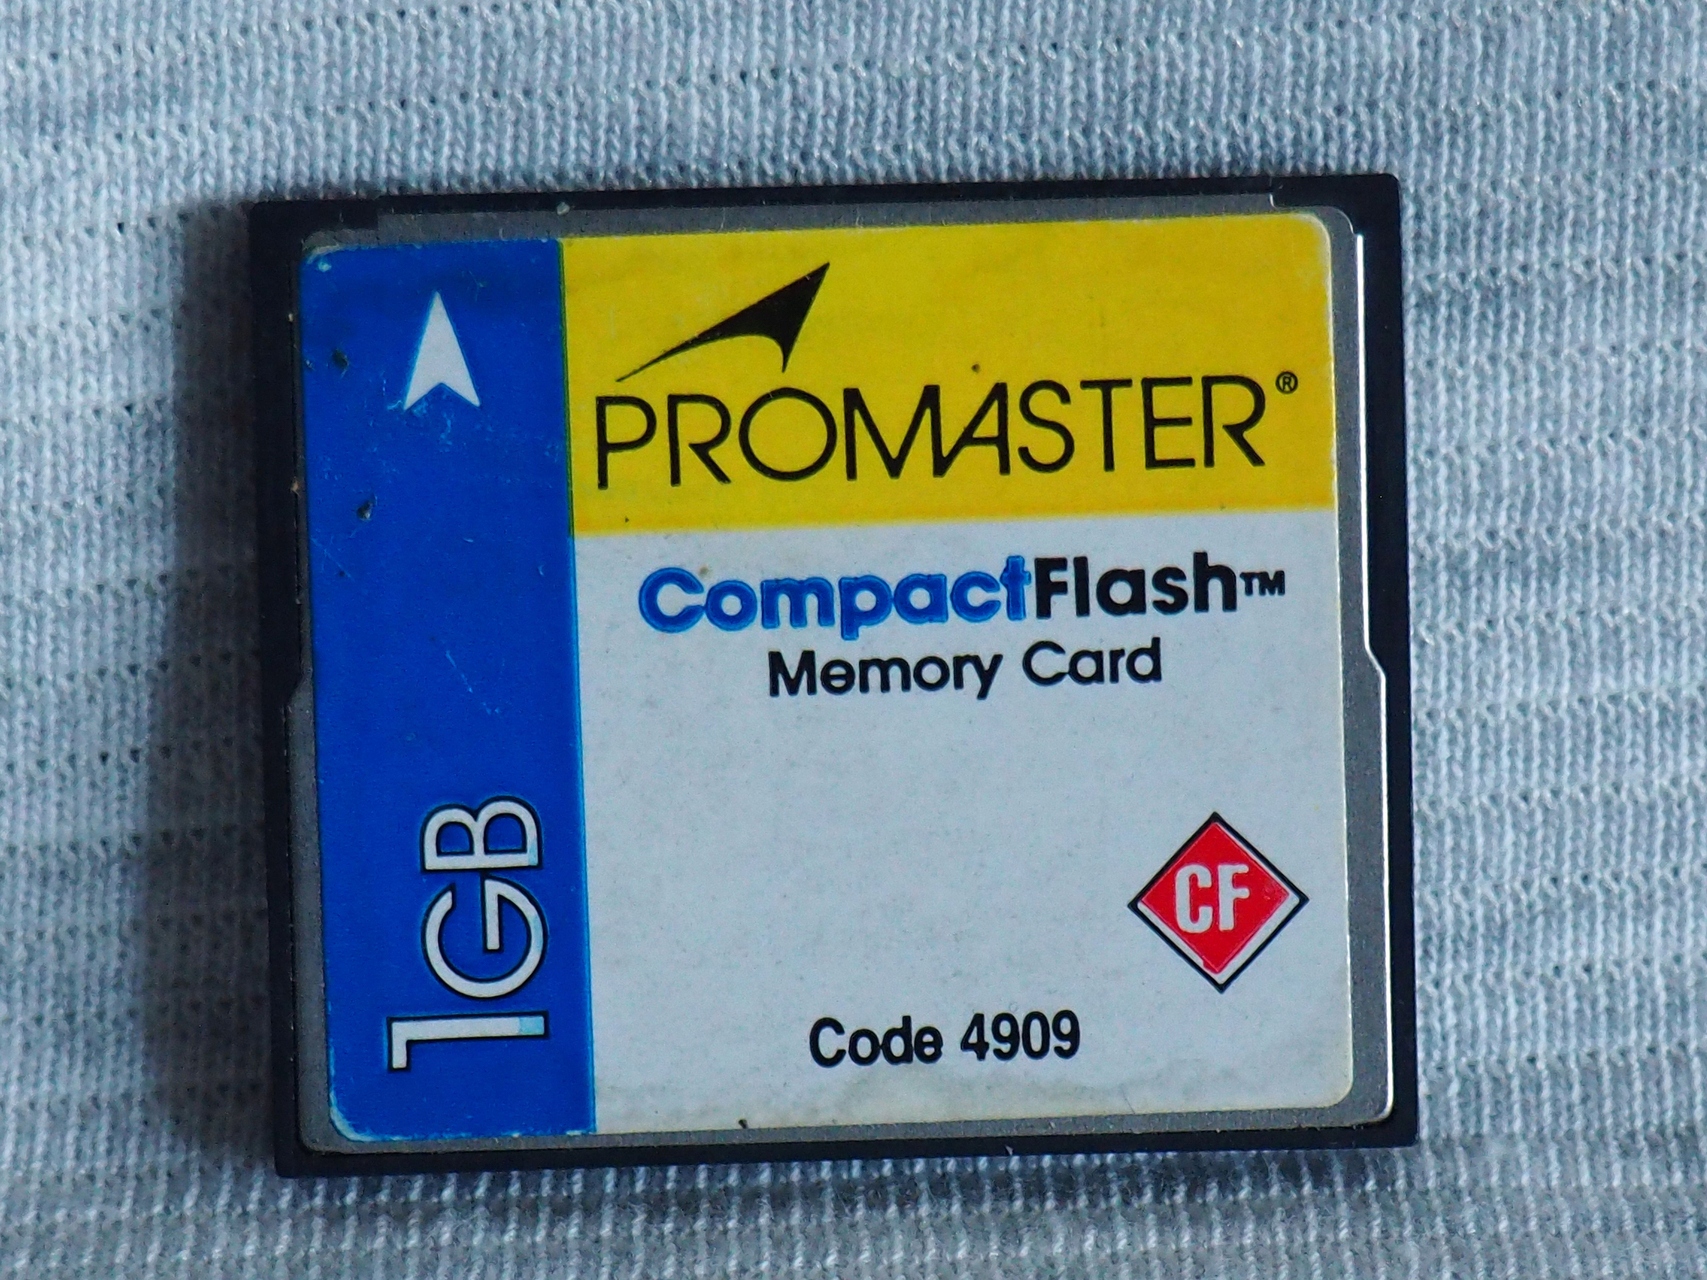 PROMASTER®
CompactFlash™
Memory Card
1GB
CF
Code 4909